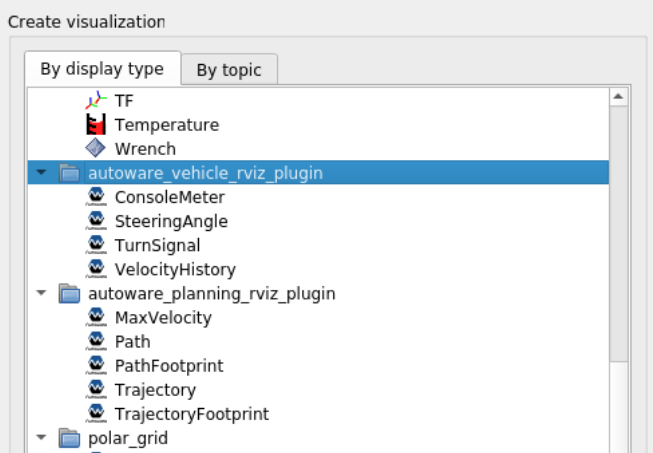 Create visualization
By display type By topic
TF
Temperature
Wrench
autoware_vehicle_rviz_plugin
ConsoleMeter
SteeringAngle
TurnSignal
VelocityHistory
autoware_planning_rviz_plugin
MaxVelocity
Path
PathFootprint
Trajectory
TrajectoryFootprint
polar_grid